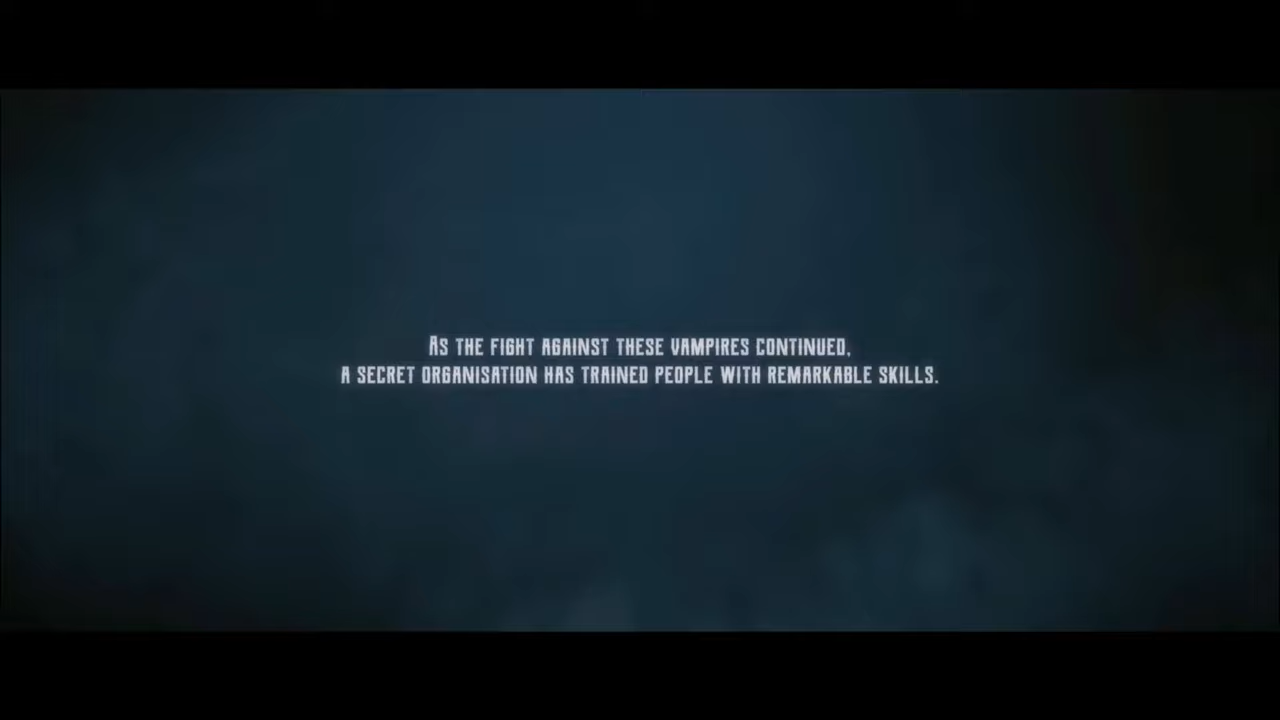 As the fight against these vampires continued,
a secret organisation has trained people with remarkable skills.